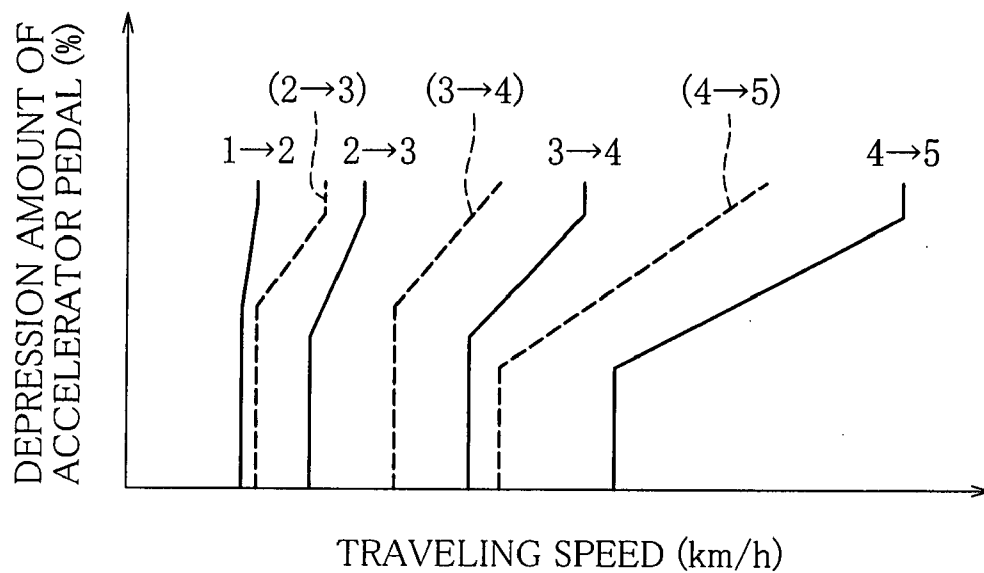 DEPRESSION AMOUNT OF
ACCELERATOR PEDAL (%)
(2→3)
(3→4)
(4→5)
1→2
2→3
3→4
4→5
TRAVELING SPEED (km/h)